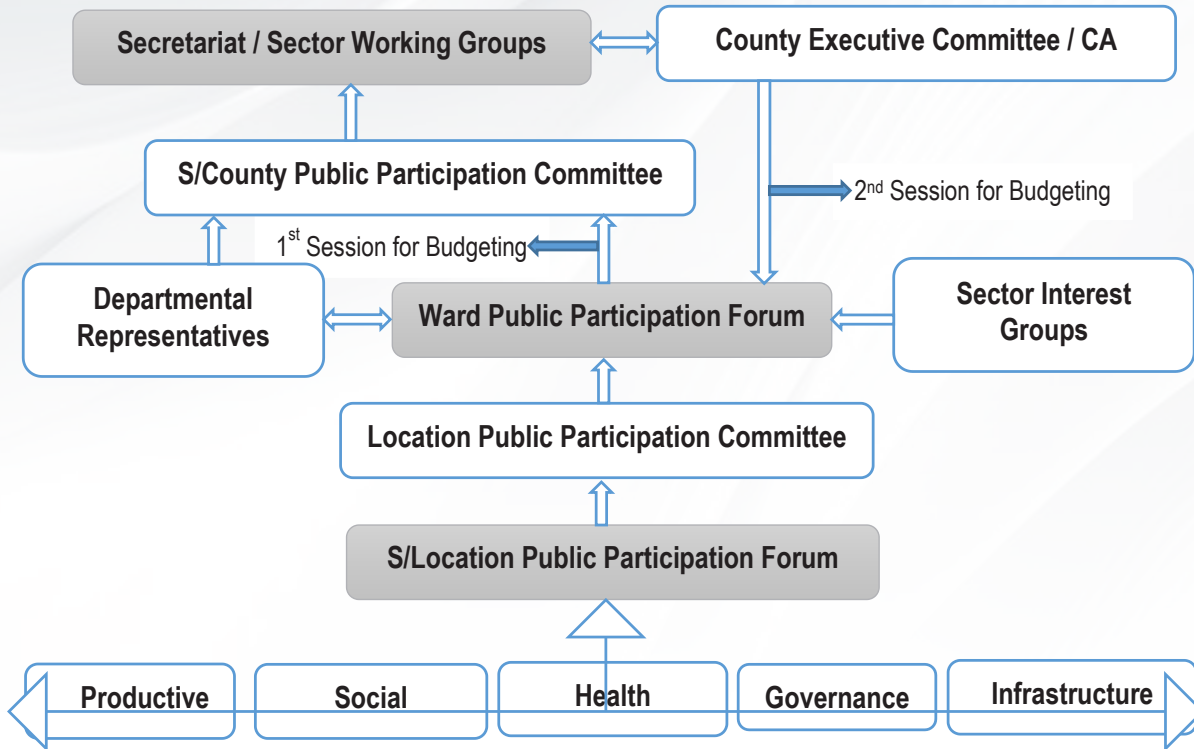 Secretariat / Sector Working Groups
County Executive Committee / CA
S/County Public Participation Committee
2nd Session for Budgeting
1st Session for Budgeting
Departmental
Representatives
Ward Public Participation Forum
Sector Interest
Groups
Location Public Participation Committee
S/Location Public Participation Forum
Productive
Social
Health
Governance
Infrastructure